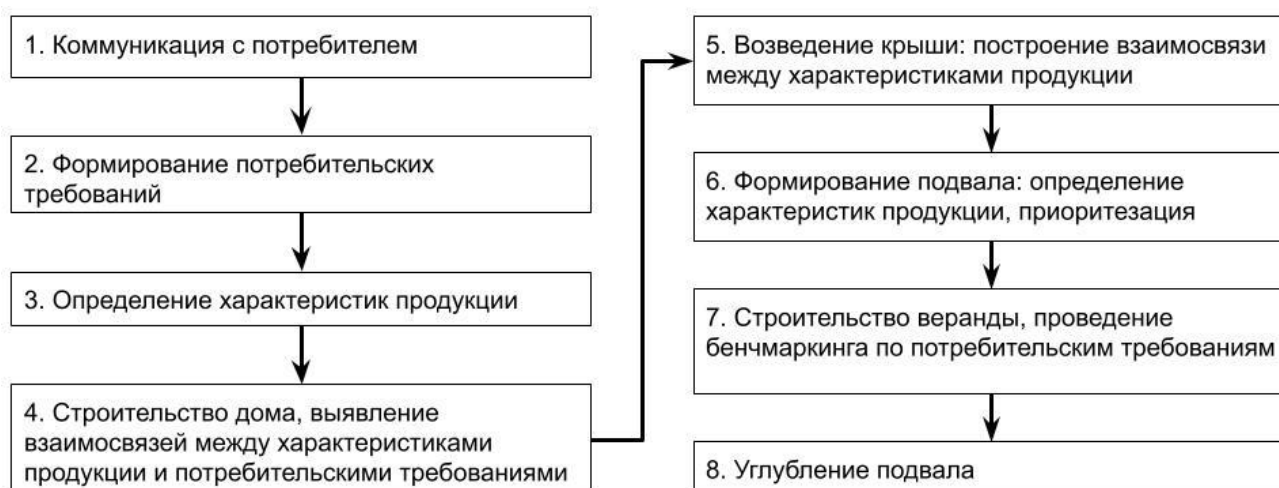 1. Коммуникация с потребителем
2. Формирование потребительских
требований
3. Определение характеристик продукции
4. Строительство дома, выявление
взаимосвязей между характеристиками
продукции и потребительскими требованиями
5. Возведение крыши: построение взаимосвязи
между характеристиками продукции
6. Формирование подвала: определение
характеристик продукции, приоритезация
7. Строительство веранды, проведение
бенчмаркинга по потребительским требованиям
8. Углубление подвала